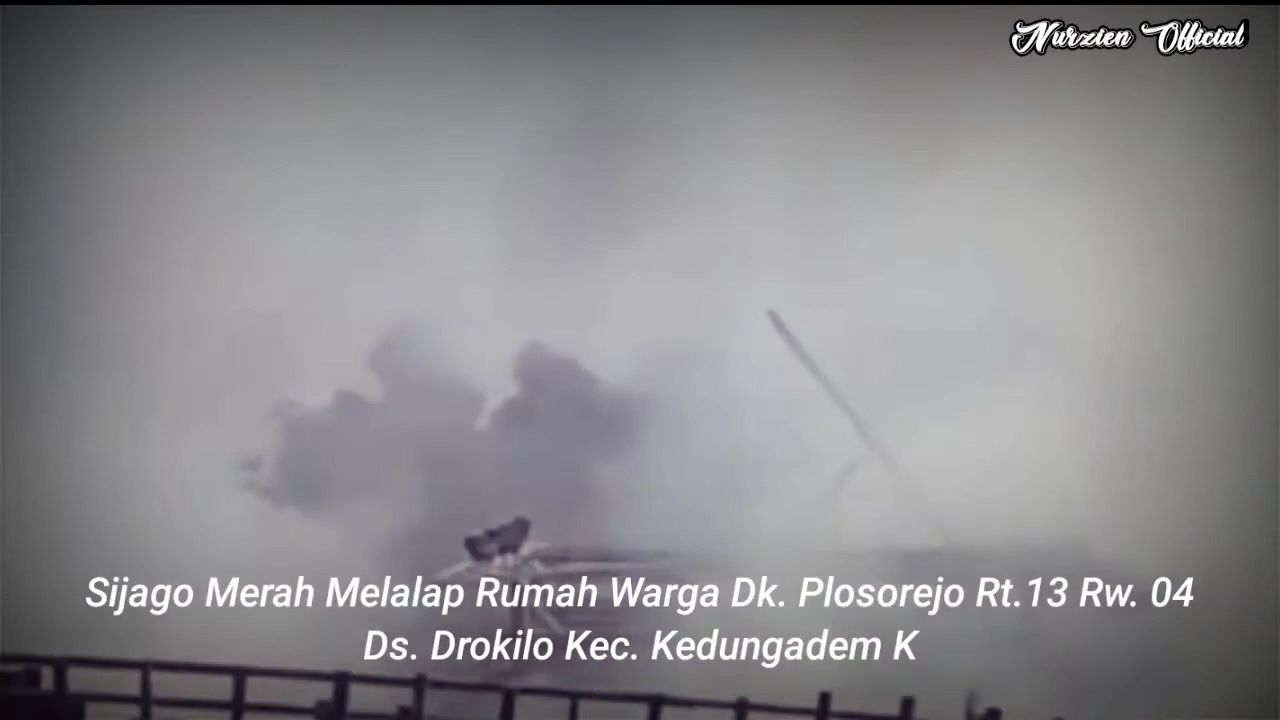 Nurzien Official
Sijago Merah Melalap Rumah Warga Dk. Plosorejo Rt.13 Rw. 04
Ds. Drokilo Kec. Kedungadem K